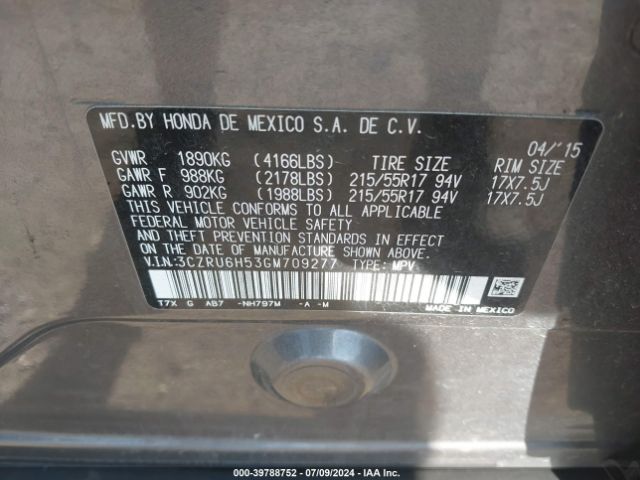 MFD.BY HONDA DE MEXICO S.A. DE C.V.
04/'15
GVWR 1890KG (4166LBS) TIRE SIZE RIM SIZE
GAWR F 988KG (2178LBS) 215/55R17 94V 17X7.5J
GAWR R 902KG (1988LBS) 215/55R17 94V 17X7.5J
THIS VEHICLE CONFORMS TO ALL APPLICABLE
FEDERAL MOTOR VEHICLE SAFETY
AND THEFT PREVENTION STANDARDS IN EFFECT
ON THE DATE OF MANUFACTURE SHOWN ABOVE.
V.I.N:3CZRU6H53GM709277 TYPE: MPV
T7X G AB7 -NH797M -A -M MADE IN MEXICO
000-39788752 | 07/09/2024 | IAA Inc.